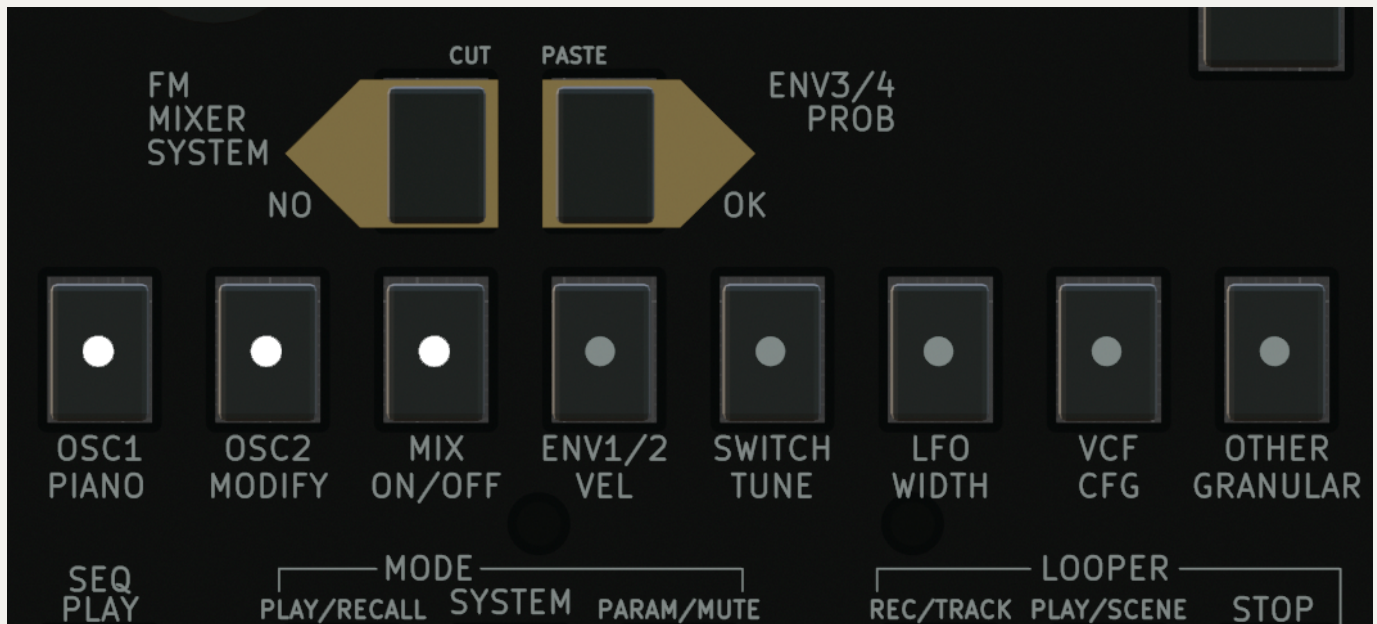 CUT PASTE
FM
MIXER
SYSTEM
NO
ENV3/4
PROB
OK
OSC1
PIANO
OSC2
MODIFY
MIX
ON/OFF
ENV1/2
VEL
SWITCH
TUNE
LFO
WIDTH
VCF
CFG
OTHER
GRANULAR
SEQ
PLAY
MODE
PLAY/RECALL SYSTEM PARAM/MUTE
LOOPER
REC/TRACK PLAY/SCENE STOP